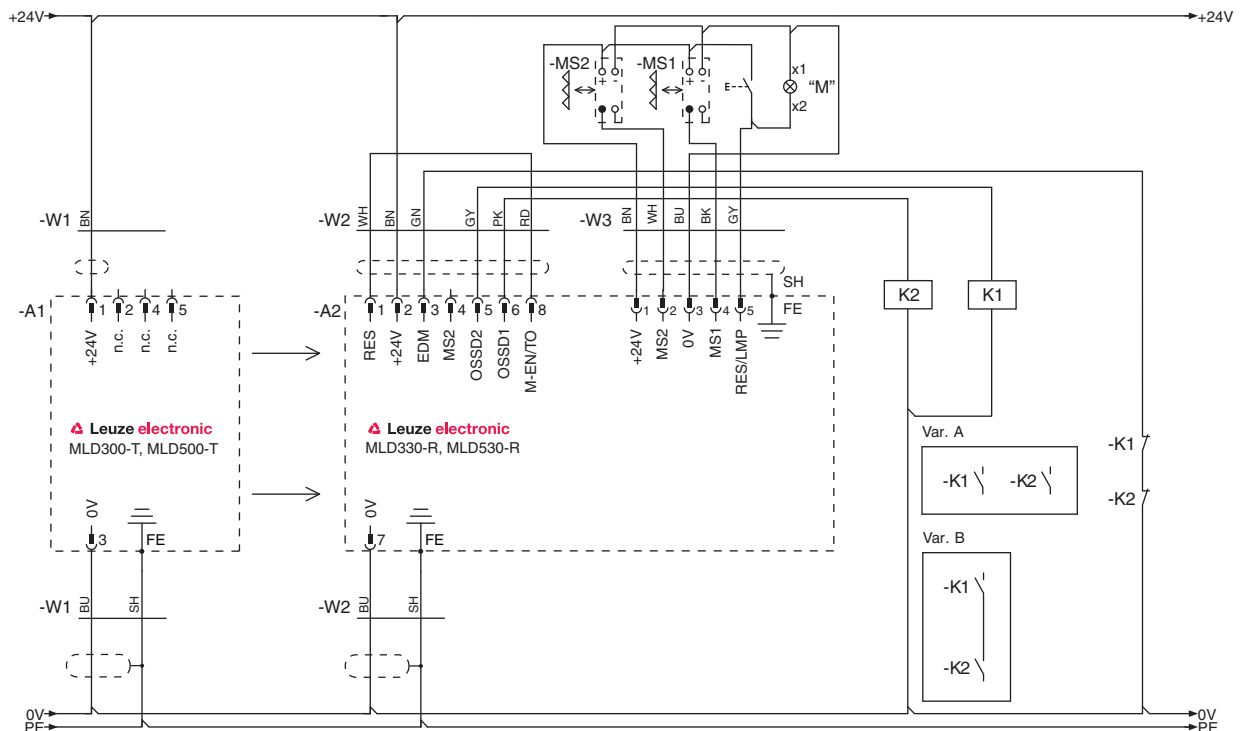 +24V +24V
-MS2 + - -MS1 + - E x1 "M"
x2
-W1 BN -W2 WH BN GN GY PK RD -W3 BN WH BU BK GY
SH
-A1 1 2 4 5 -A2 1 2 3 4 5 6 8 1 2 3 4 5 FE K2 K1
+24V n.c. n.c. n.c. RES +24V EDM MS2 OSSD2 OSSD1 M-EN/TO +24V MS2 0V MS1 RES/LMP
Leuze electronic
MLD300-T, MLD500-T
Leuze electronic
MLD330-R, MLD530-R
Var. A
-K1 -K2
-K1
-K2
0V 0V
3 FE 7 FE
Var. B
-K1
-K2
-W1 BU SH -W2 BU SH
0V 0V
PE PE